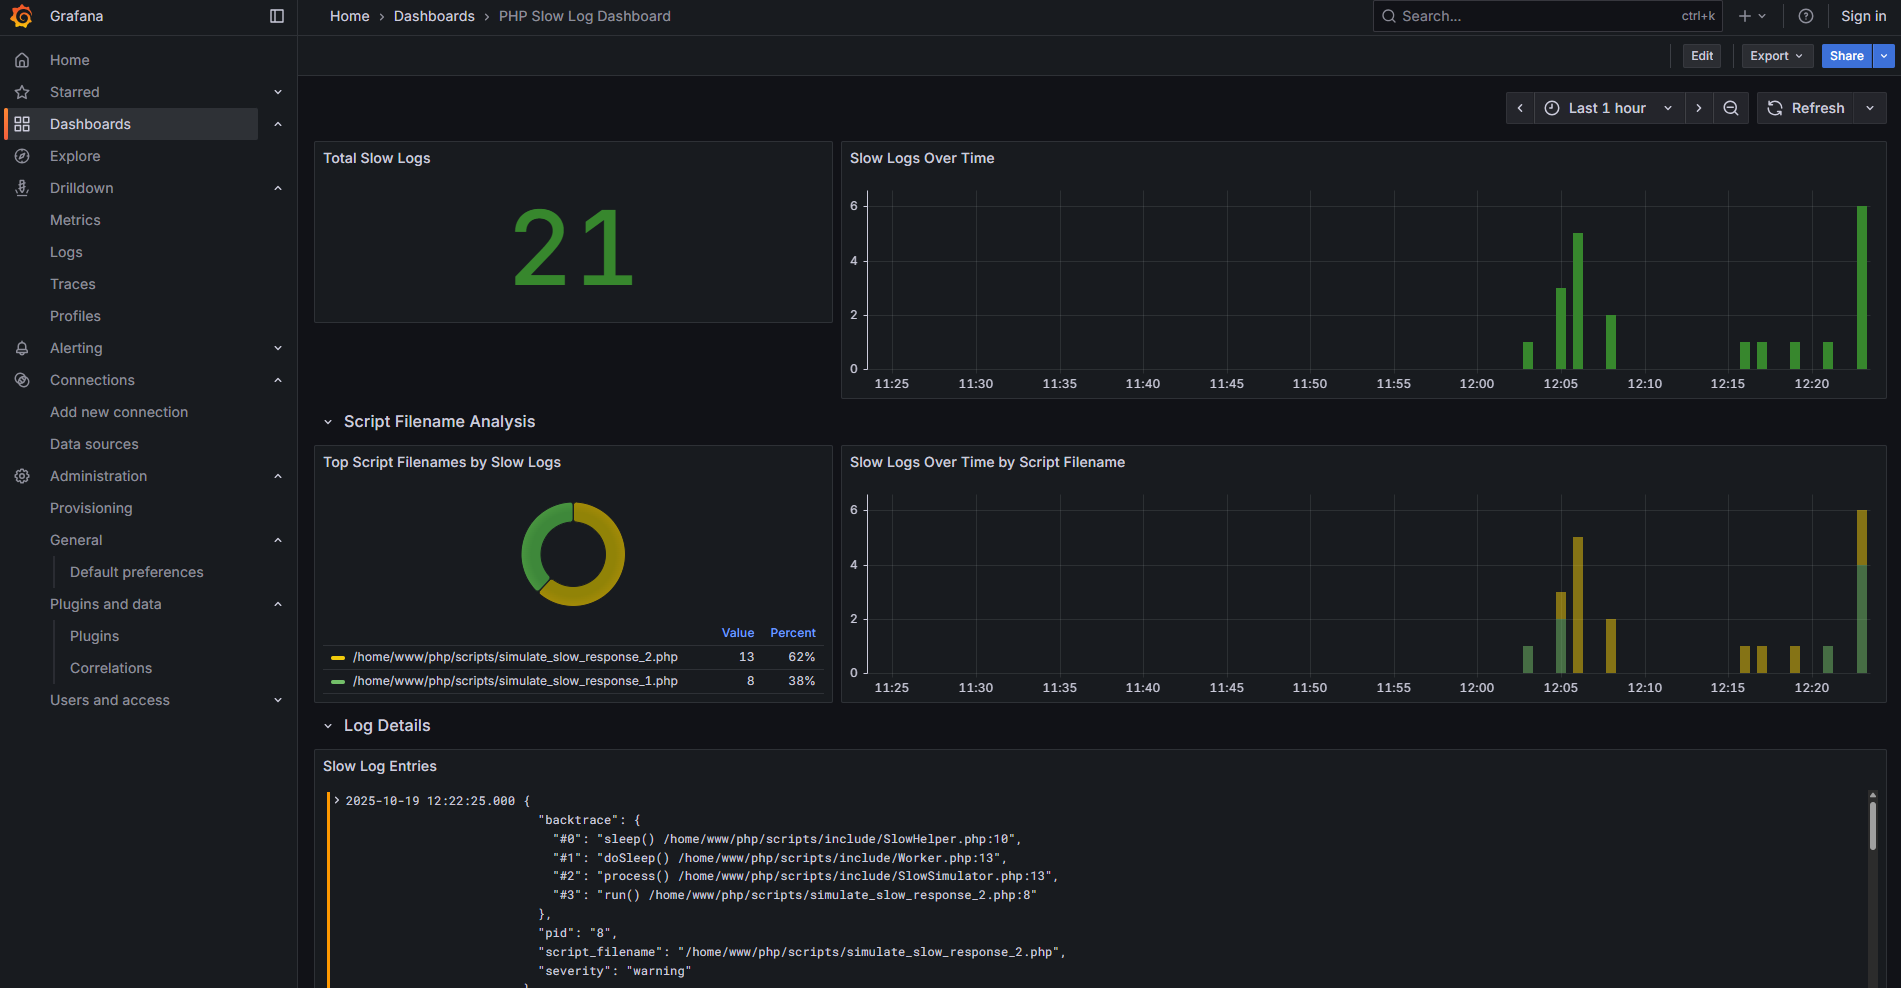 Grafana
Home › Dashboards › PHP Slow Log Dashboard
Search... ctrl+k
Sign in
Edit
Export
Share
Home
Starred
Dashboards
Explore
Drilldown
Metrics
Logs
Traces
Profiles
Alerting
Connections
Add new connection
Data sources
Administration
Provisioning
General
Default preferences
Plugins and data
Plugins
Correlations
Users and access
Last 1 hour
Refresh
Total Slow Logs
21
Slow Logs Over Time
6
4
2
0
11:25 11:30 11:35 11:40 11:45 11:50 11:55 12:00 12:05 12:10 12:15 12:20
Script Filename Analysis
Top Script Filenames by Slow Logs
Value Percent
/home/www/php/scripts/simulate_slow_response_2.php 13 62%
/home/www/php/scripts/simulate_slow_response_1.php 8 38%
Slow Logs Over Time by Script Filename
6
4
2
0
11:25 11:30 11:35 11:40 11:45 11:50 11:55 12:00 12:05 12:10 12:15 12:20
Log Details
Slow Log Entries
2025-10-19 12:22:25.000 {
"backtrace": {
"#0": "sleep() /home/www/php/scripts/include/SlowHelper.php:10",
"#1": "doSleep() /home/www/php/scripts/include/Worker.php:13",
"#2": "process() /home/www/php/scripts/include/SlowSimulator.php:13",
"#3": "run() /home/www/php/scripts/simulate_slow_response_2.php:8"
},
"pid": "8",
"script_filename": "/home/www/php/scripts/simulate_slow_response_2.php",
"severity": "warning"